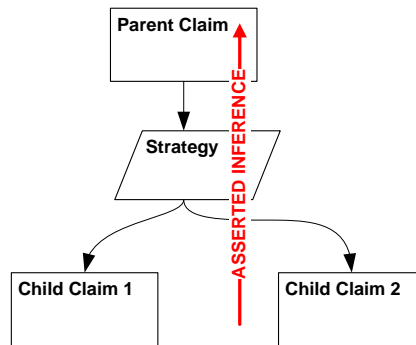 Parent Claim
Strategy
ASSERTED INFERENCE
Child Claim 1
Child Claim 2